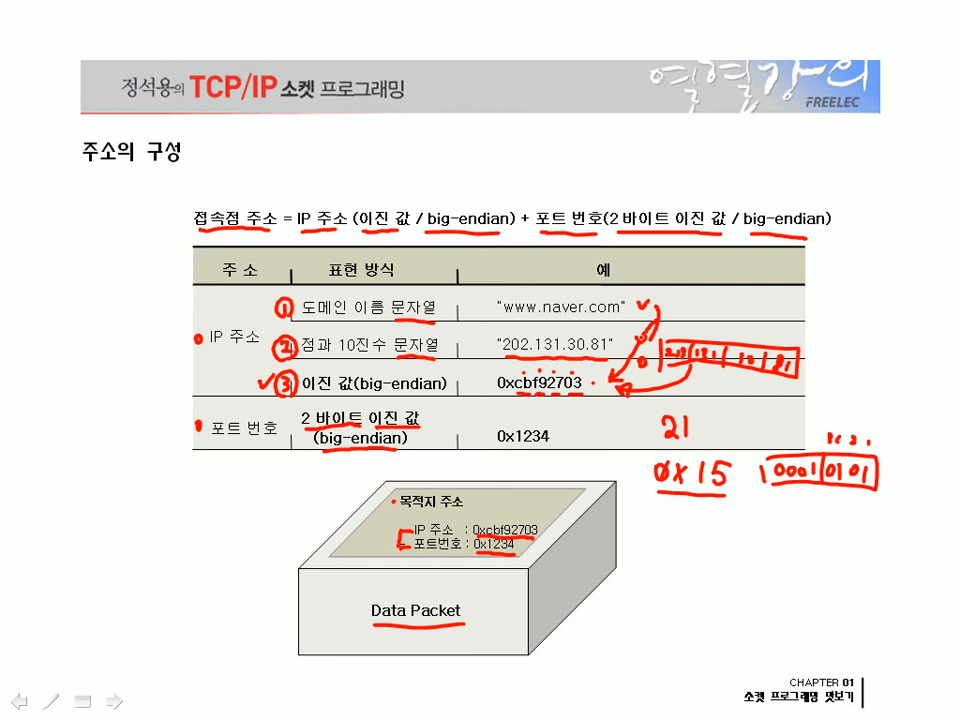 정석용의 TCP/IP 소켓 프로그래밍
열혈강의
FREELEC
주소의 구성
접속점 주소 = IP 주소 (이진 값 / big-endian) + 포트 번호(2 바이트 이진 값 / big-endian)
주 소 표현 방식 예
① 도메인 이름 문자열 "www.naver.com"
IP 주소
② 점과 10진수 문자열 "202.131.30.81"
③ 이진 값(big-endian) 0xcbf92703
포트 번호 2 바이트 이진 값 (big-endian) 0x1234
21
0x15 0001 0101
목적지 주소
IP 주소 : 0xcbf92703
포트번호 : 0x1234
Data Packet
CHAPTER 01
소켓 프로그래밍 맛보기